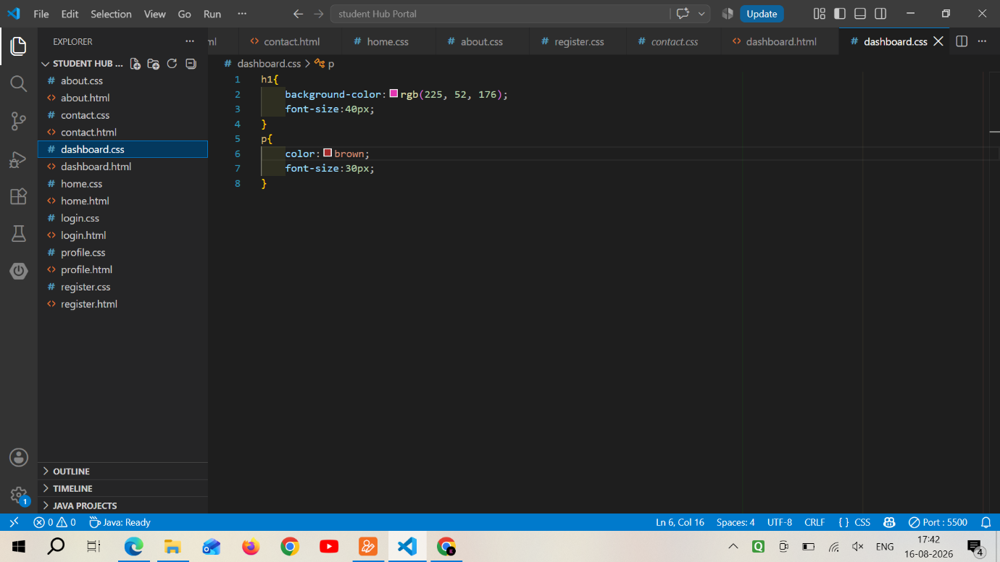 File Edit Selection View Go Run ··· student Hub Portal Update
EXPLORER ···
ml contact.html home.css about.css register.css contact.css dashboard.html dashboard.css ···
STUDENT HUB ...
dashboard.css > p
about.css
about.html
contact.css
contact.html
dashboard.css
dashboard.html
home.css
home.html
login.css
login.html
profile.css
profile.html
register.css
register.html
1 h1{
2 background-color: rgb(225, 52, 176);
3 font-size:40px;
4 }
5 p{
6 color: brown;
7 font-size:30px;
8 }
OUTLINE
TIMELINE
JAVA PROJECTS
1
0 0 Java: Ready Ln 6, Col 16 Spaces: 4 UTF-8 CRLF { } CSS Port : 5500
ENG 17:42
16-08-2026 4